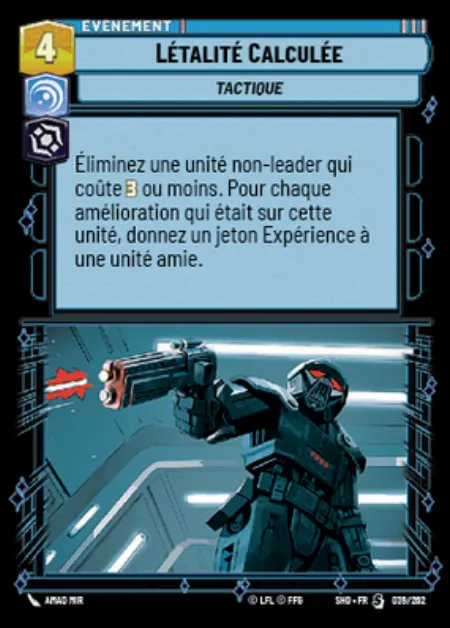 ÉVÉNEMENT
4
LÉTALITÉ CALCULÉE
TACTIQUE
Éliminez une unité non-leader qui
coûte 3 ou moins. Pour chaque
amélioration qui était sur cette
unité, donnez un jeton Expérience à
une unité amie.
AMAD MIR
© LFL © FFG
SHD • FR
039/262